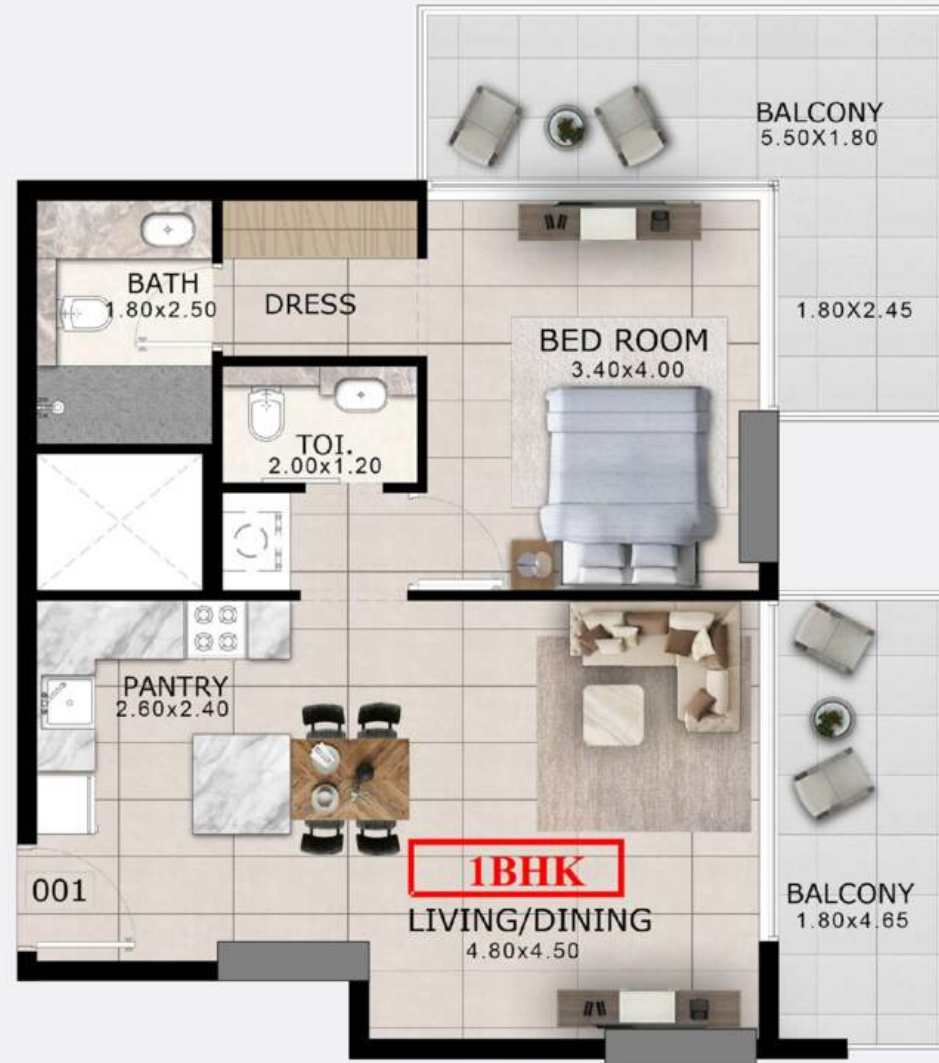 BALCONY
5.50X1.80
BATH
1.80x2.50
DRESS
1.80X2.45
BED ROOM
3.40x4.00
TOI.
2.00x1.20
PANTRY
2.60x2.40
001
1BHK
LIVING/DINING
4.80x4.50
BALCONY
1.80x4.65